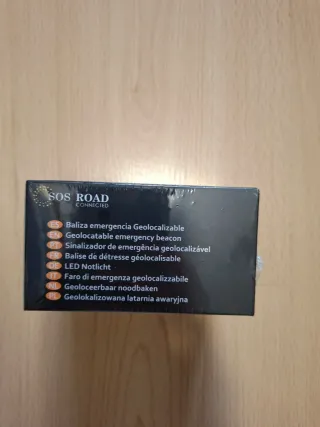 SOS ROAD
CONNECTED
ES Baliza emergencia Geolocalizable
EN Geolocatable emergency beacon
PT Sinalizador de emergência geolocalizável
FR Balise de détresse géolocalisable
DE LED Notlicht
IT Faro di emergenza geolocalizzabile
NL Geoloceerbaar noodbaken
PL Geolokalizowana latarnia awaryjna